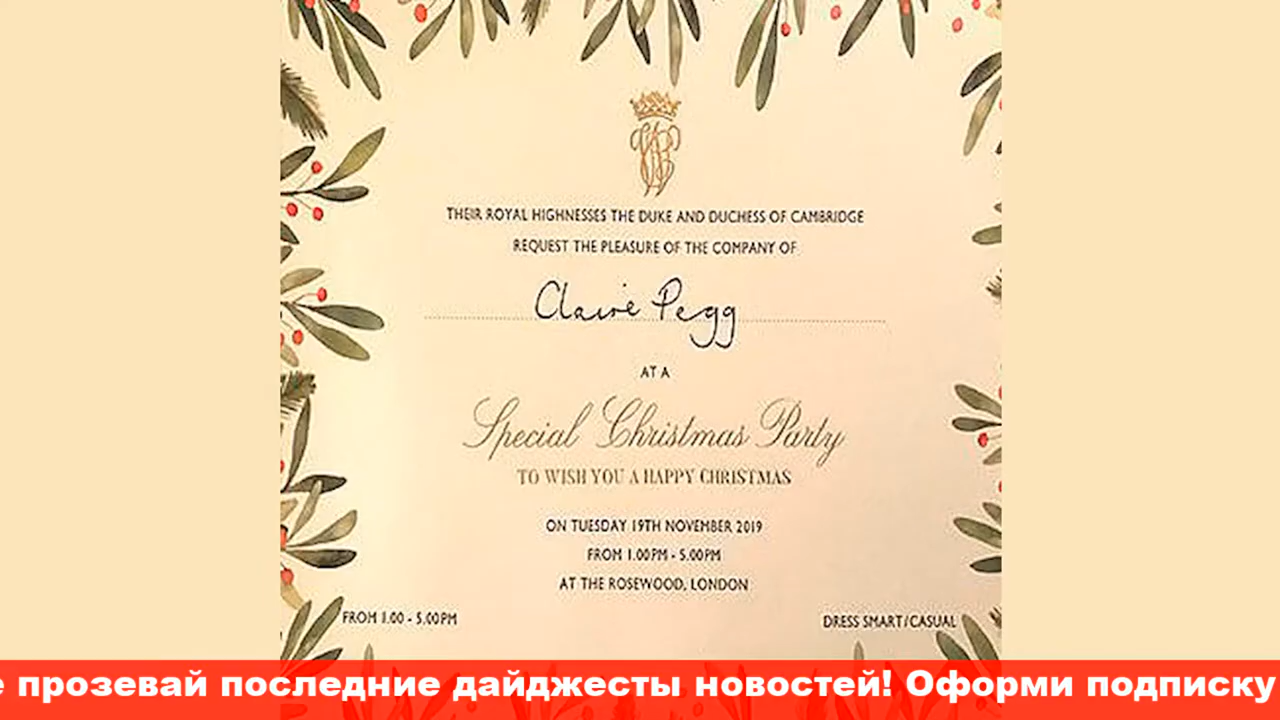 THEIR ROYAL HIGHNESSES THE DUKE AND DUCHESS OF CAMBRIDGE
REQUEST THE PLEASURE OF THE COMPANY OF
Claire Pegg
AT A
Special Christmas Party
TO WISH YOU A HAPPY CHRISTMAS
ON TUESDAY 19TH NOVEMBER 2019
FROM 1.00PM - 5.00PM
AT THE ROSEWOOD, LONDON
FROM 1.00 - 5.00PM
DRESS SMART/CASUAL
е прозевай последние дайджесты новостей! Оформи подписку